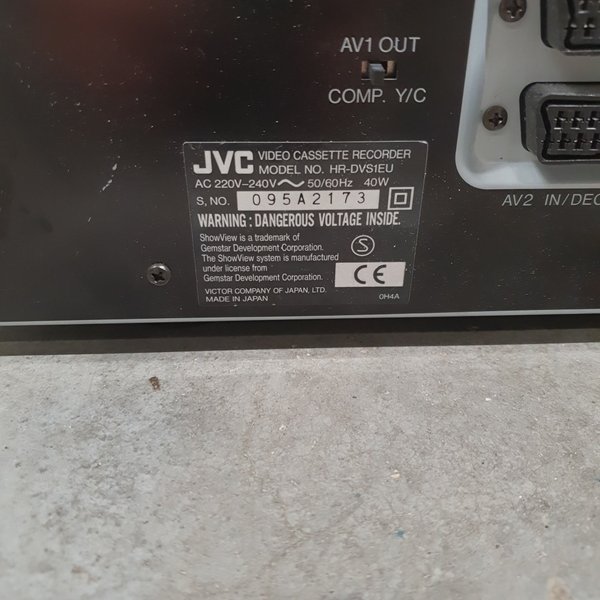 AV1 OUT
COMP. Y/C
JVC VIDEO CASSETTE RECORDER
MODEL NO. HR-DVS1EU
AC 220V-240V～ 50/60Hz 40W
S, NO. 095A2173
WARNING : DANGEROUS VOLTAGE INSIDE.
ShowView is a trademark of
Gemstar Development Corporation.
The ShowView system is manufactured
under license from
Gemstar Development Corporation.
S
CE
VICTOR COMPANY OF JAPAN, LTD.
MADE IN JAPAN
0H4A
AV2 IN/DEC